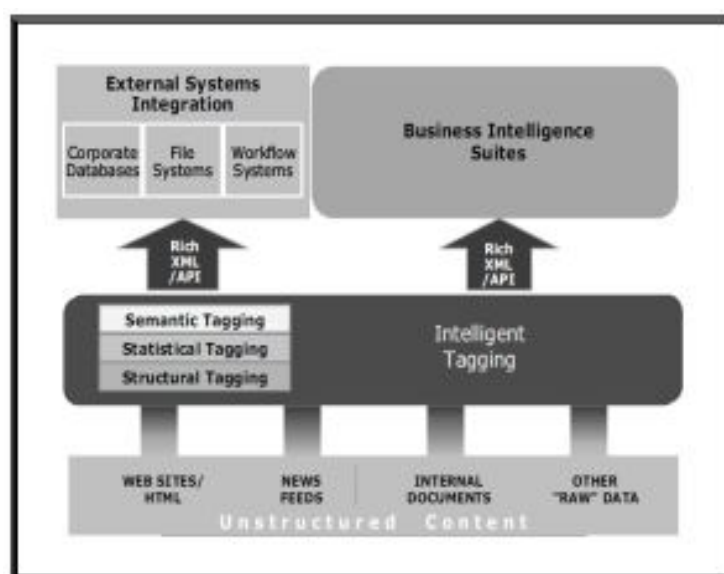 External Systems
Integration
Corporate
Databases
File
Systems
Workflow
Systems
Business Intelligence
Suites
Rich
XML
/API
Rich
XML
/API
Semantic Tagging
Statistical Tagging
Structural Tagging
Intelligent
Tagging
WEB SITES/
HTML
NEWS
FEEDS
INTERNAL
DOCUMENTS
OTHER
"RAW" DATA
Unstructured Content